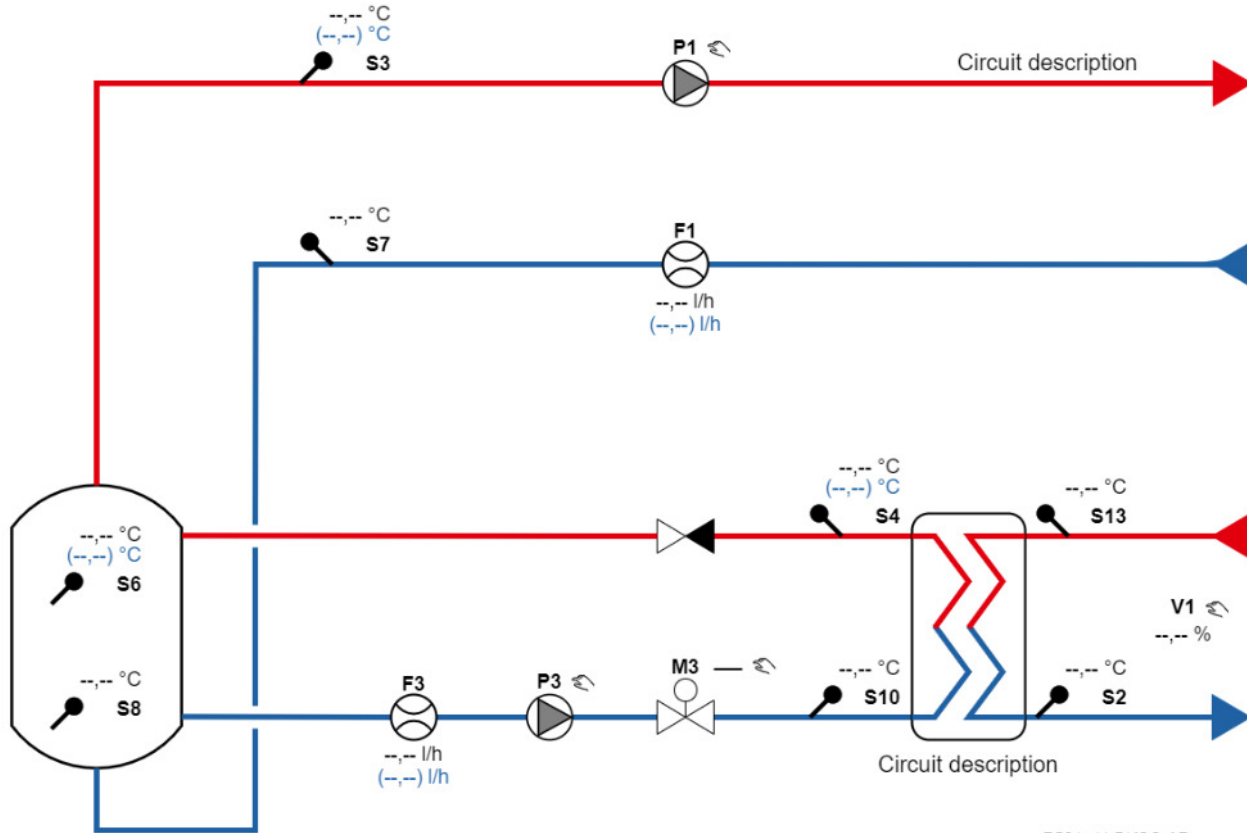 --,-- °C
(--,--) °C
S3
P1
Circuit description
--,-- °C
S7
F1
--,-- l/h
(--,--) l/h
--,-- °C
(--,--) °C
S4
--,-- °C
S13
--,-- °C
(--,--) °C
S6
V1
--,-- %
--,-- °C
S8
F3
--,-- l/h
(--,--) l/h
P3
M3
--,-- °C
S10
--,-- °C
S2
Circuit description